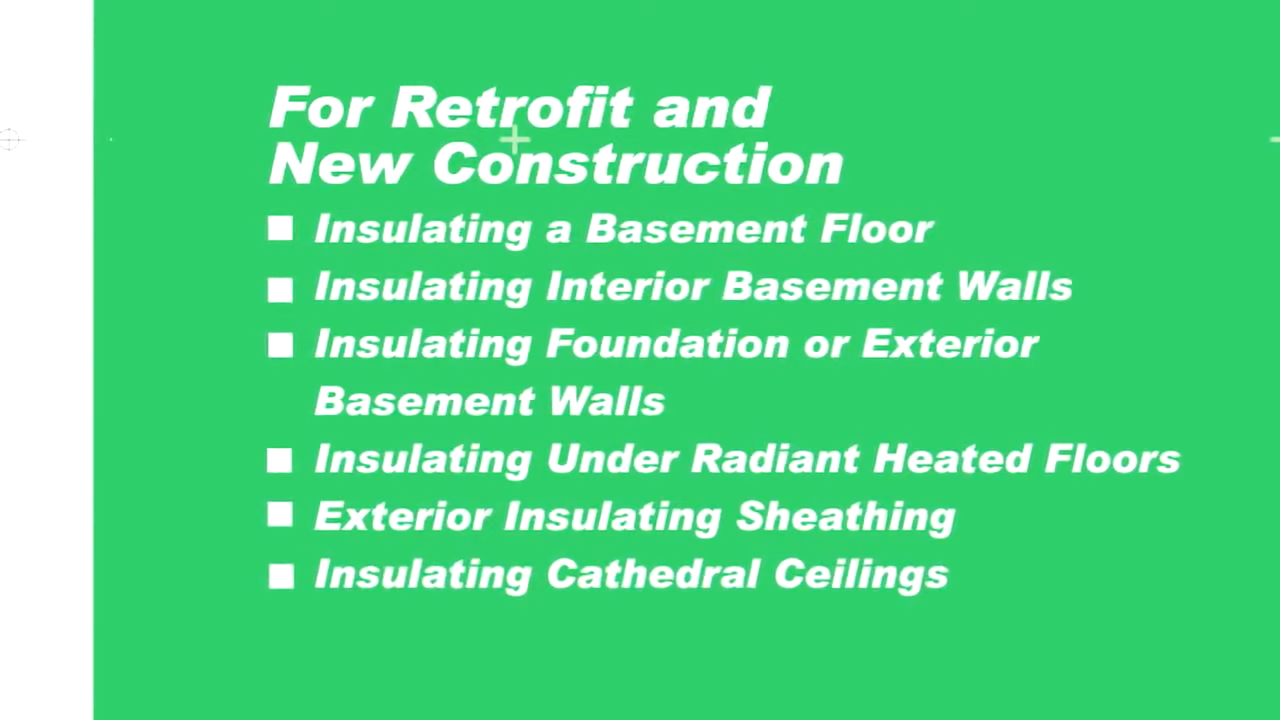 For Retrofit and
New Construction
Insulating a Basement Floor
Insulating Interior Basement Walls
Insulating Foundation or Exterior
Basement Walls
Insulating Under Radiant Heated Floors
Exterior Insulating Sheathing
Insulating Cathedral Ceilings